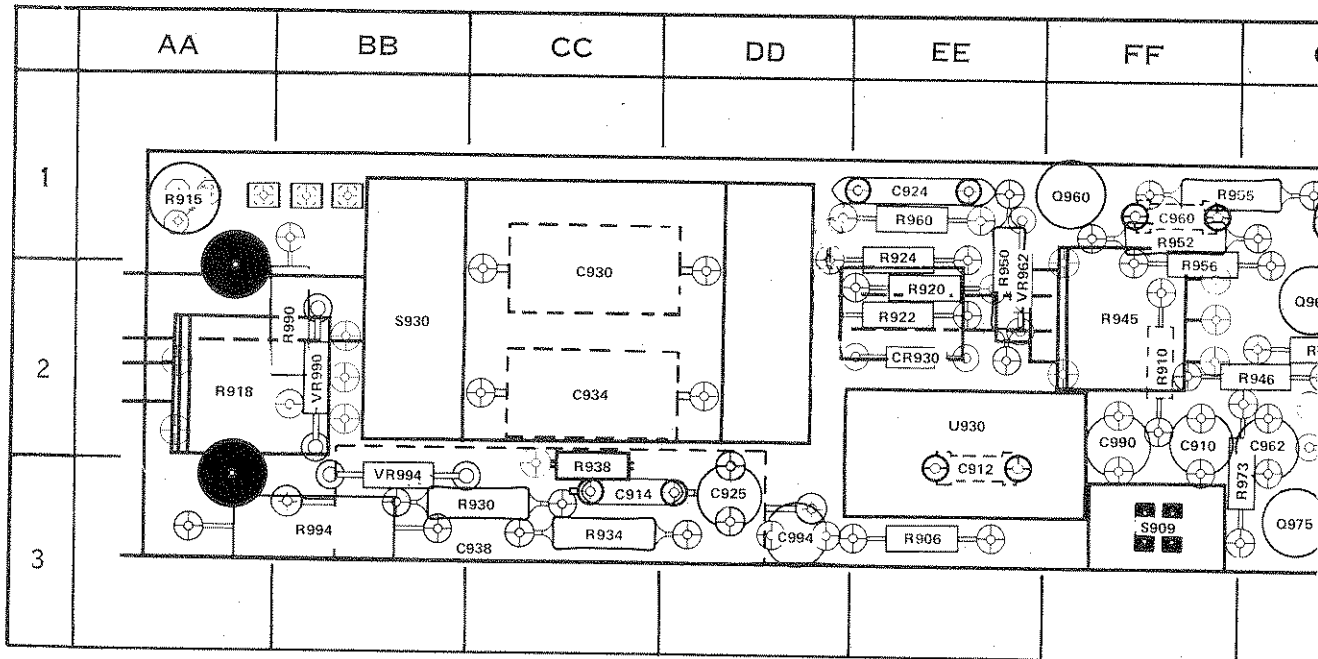 AA BB CC DD EE FF
1
R915 C924 Q960 R955
R960 C960
R952
R924 R956
C930 R950 VR962
R920
R990 S930 R922 R945
2
R918 VR990 CR930 R910 R946
C934
U930
C990 C910 C962
R938 C912
VR994 C914 C925 R973
R930 S909 Q975
R994 R934 C994 R906
3 C938